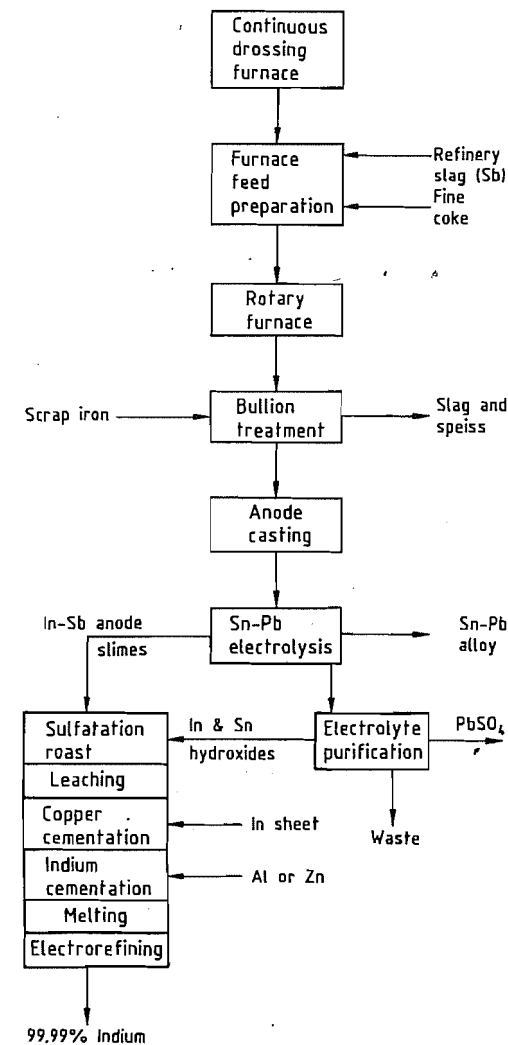 Continuous
drossing
furnace
Furnace
feed
preparation
Refinery
slag (Sb)
Fine
coke
Rotary
furnace
Scrap iron
Bullion
treatment
Slag and
speiss
Anode
casting
In-Sb anode
slimes
Sn-Pb
electrolysis
Sn-Pb
alloy
Sulfatation
roast
In & Sn
hydroxides
Electrolyte
purification
PbSO₄
Leaching
Copper
cementation
In sheet
Waste
Indium
cementation
Al or Zn
Melting
Electrorefining
99,99% Indium